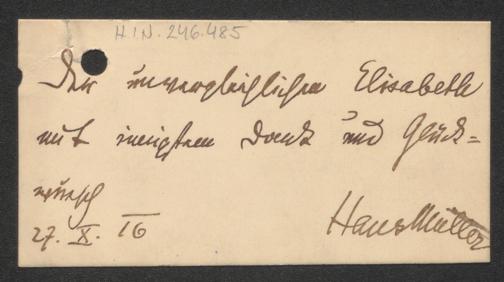 H.I.N. 246.485
Der unvergleichlichen Elisabeth
mit innigstem Dank und Glück=
wunsch
27. X. 16
Hans Müller